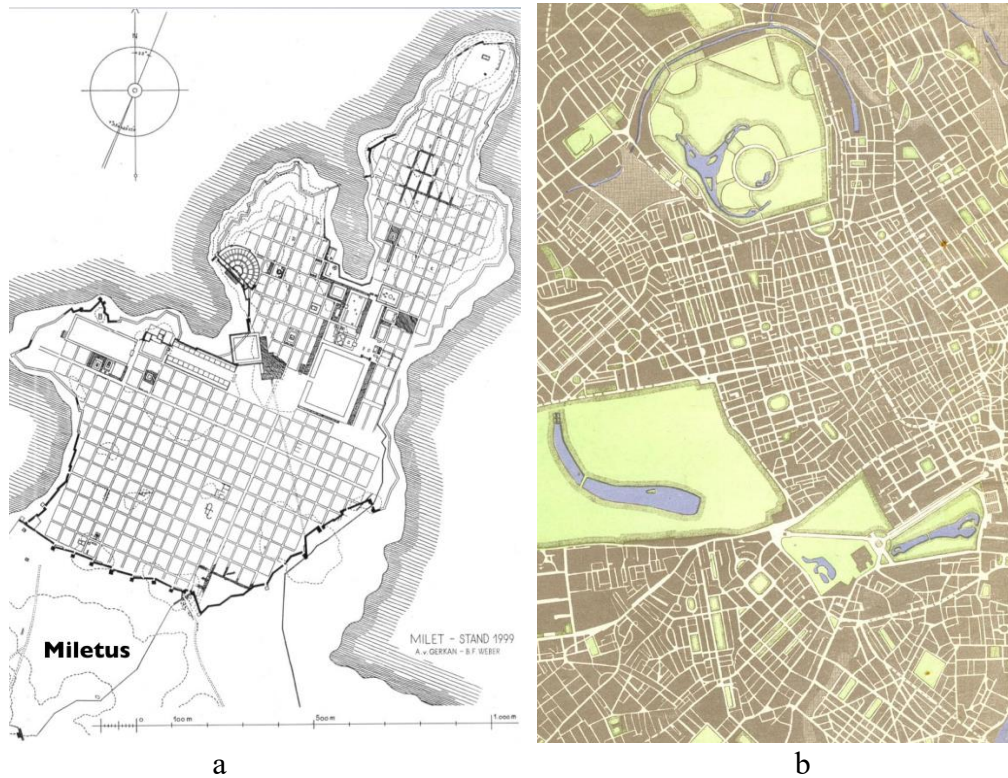 N
Miletus
MILET - STAND 1999
A. v. GERKAN. - B. F. WEBER
0 100 m 500 m 1.000 m
a b